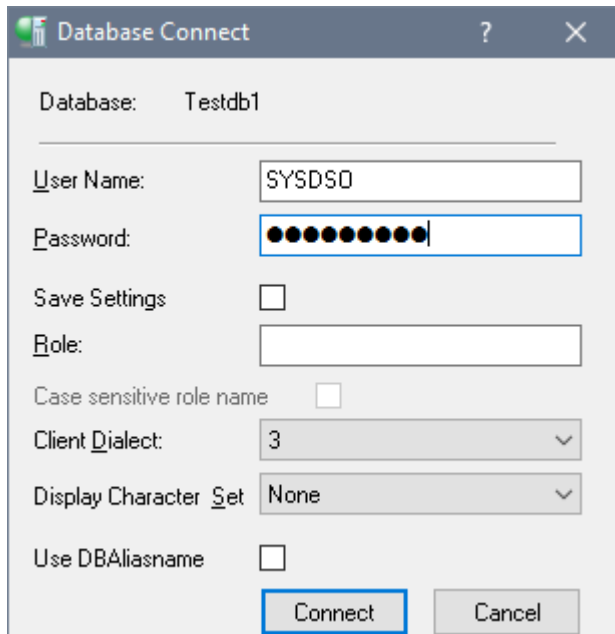 Database Connect ?
Database: Testdb1
User Name: SYSDSO
Password: ●●●●●●●●●
Save Settings
Role:
Case sensitive role name
Client Dialect: 3
Display Character Set None
Use DBAliasname
Connect Cancel